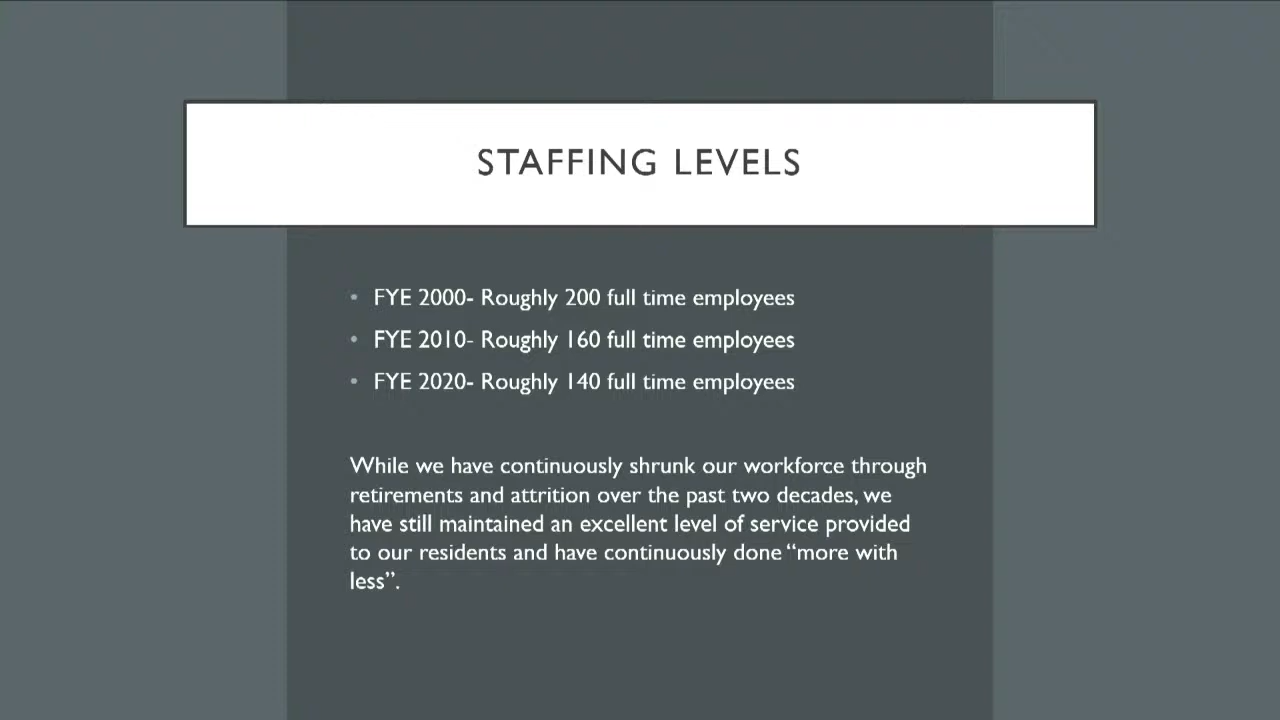 STAFFING LEVELS
• FYE 2000- Roughly 200 full time employees
• FYE 2010- Roughly 160 full time employees
• FYE 2020- Roughly 140 full time employees
While we have continuously shrunk our workforce through
retirements and attrition over the past two decades, we
have still maintained an excellent level of service provided
to our residents and have continuously done “more with
less”.